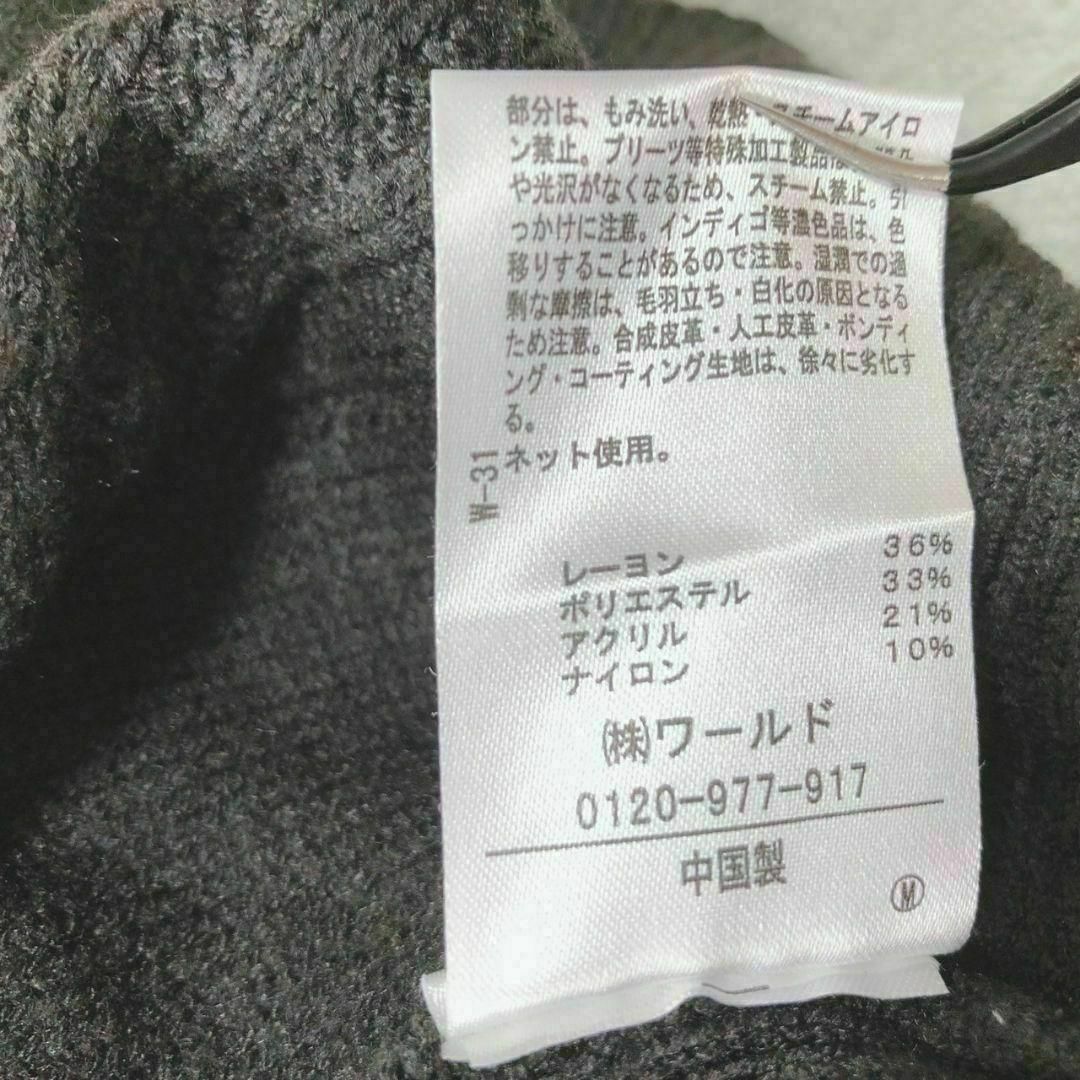 部分は、もみ洗い、乾熱・スチームアイロ
ン禁止。プリーツ等特殊加工製品は
や光沢がなくなるため、スチーム禁止。引
っかけに注意。インディゴ等濃色品は、色
移りすることがあるので注意。湿潤での過
剰な摩擦は、毛羽立ち・白化の原因となる
ため注意。合成皮革・人工皮革・ボンディ
ング・コーティング生地は、徐々に劣化す
る。
ネット使用。
W-31
レーヨン 36%
ポリエステル 33%
アクリル 21%
ナイロン 10%
㈱ワールド
0120-977-917
中国製
Ⓜ